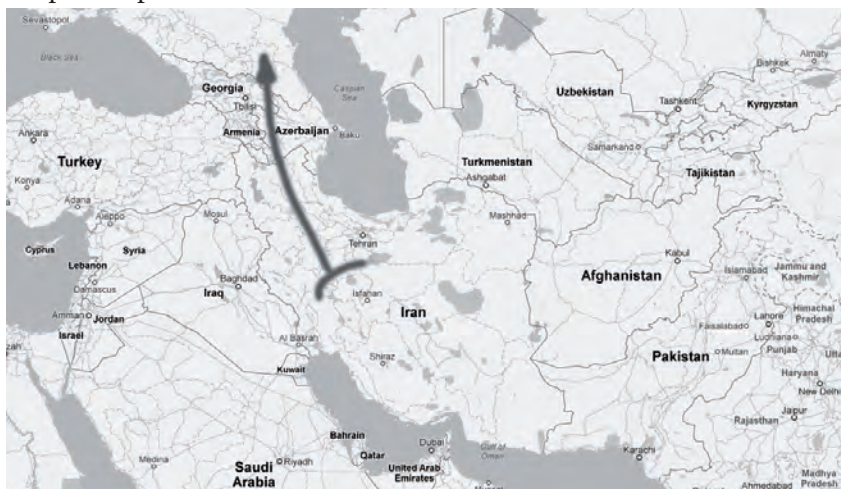 Sevastopol
Black Sea
Georgia
Tbilisi
Armenia
Azerbaijan
Baku
Caspian
Sea
Uzbekistan
Tashkent
Bishkek
Almaty
Kyrgyzstan
Samarkand
Tajikistan
Turkmenistan
Ashgabat
Ankara
Turkey
Konya
Adana
Aleppo
Mosul
Tehran
Mashhad
Cyprus
Syria
Lebanon
Damascus
Baghdad
Iraq
Isfahan
Iran
Afghanistan
Kabul
Islamabad
Jammu and
Kashmir
Amman
Jordan
Israel
Al Basrah
Kuwait
Shiraz
Pakistan
Faisalabad
Lahore
Himachal
Pradesh
Ludhiana
Punjab
Multan
Haryana
New Delhi
Jaipur
Rajasthan
zah
Medina
Saudi
Arabia
Riyadh
Bahrain
Qatar
Dubai
United Arab
Emirates
Gulf of
Oman
Karachi
Ahmedabad
Madhya
Pradesh